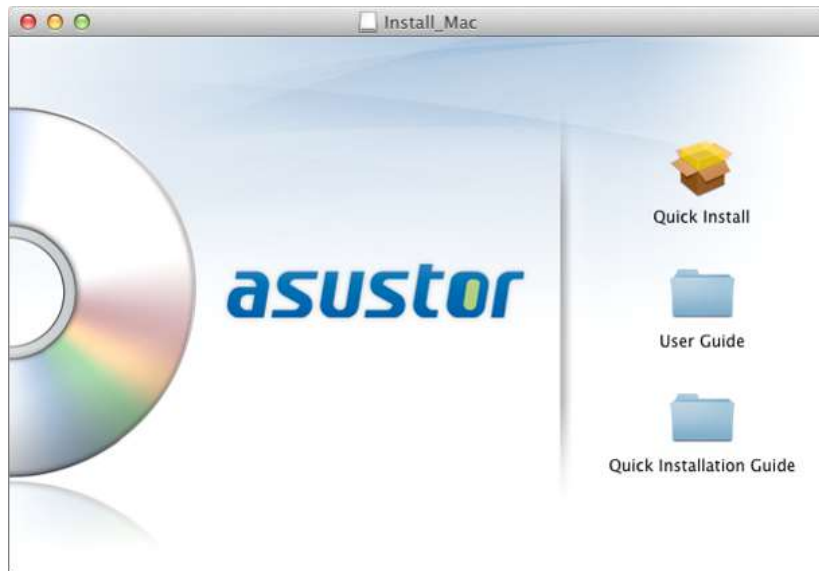 Install_Mac
asustor
Quick Install
User Guide
Quick Installation Guide